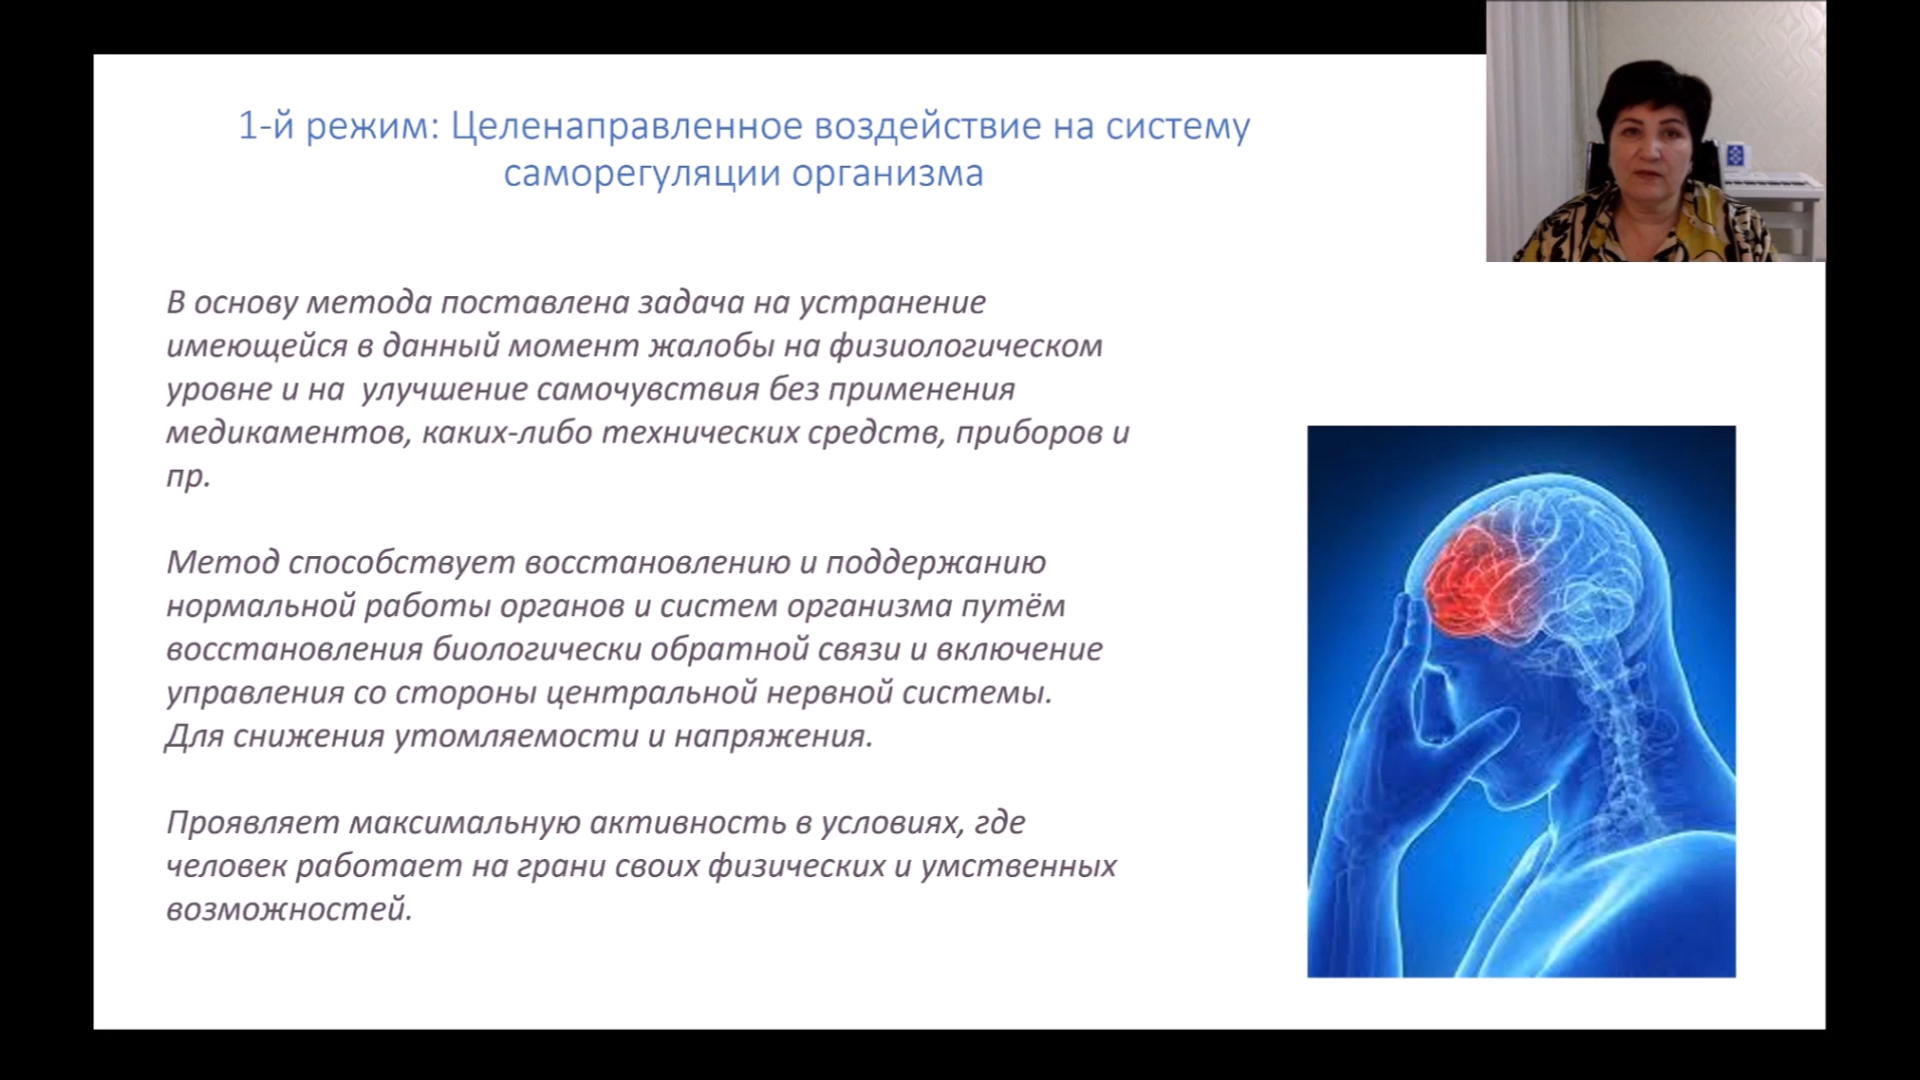 1-й режим: Целенаправленное воздействие на систему
саморегуляции организма
В основу метода поставлена задача на устранение
имеющейся в данный момент жалобы на физиологическом
уровне и на улучшение самочувствия без применения
медикаментов, каких-либо технических средств, приборов и
пр.
Метод способствует восстановлению и поддержанию
нормальной работы органов и систем организма путём
восстановления биологически обратной связи и включение
управления со стороны центральной нервной системы.
Для снижения утомляемости и напряжения.
Проявляет максимальную активность в условиях, где
человек работает на грани своих физических и умственных
возможностей.